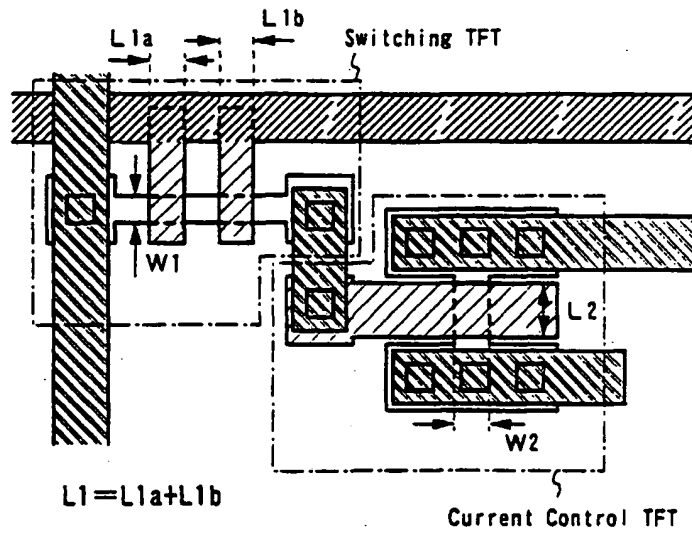 L1b
L1a
Switching TFT
W1
L2
W2
L1=L1a+L1b
Current Control TFT